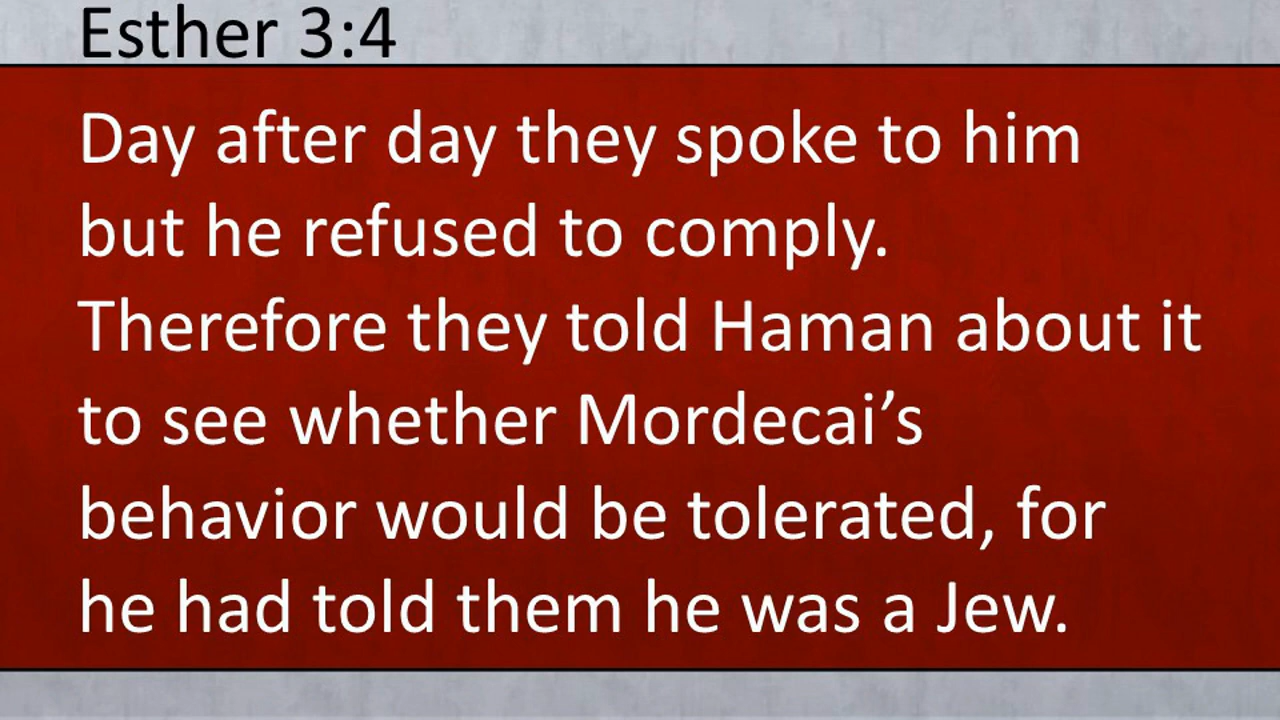 Esther 3:4
Day after day they spoke to him
but he refused to comply.
Therefore they told Haman about it
to see whether Mordecai’s
behavior would be tolerated, for
he had told them he was a Jew.